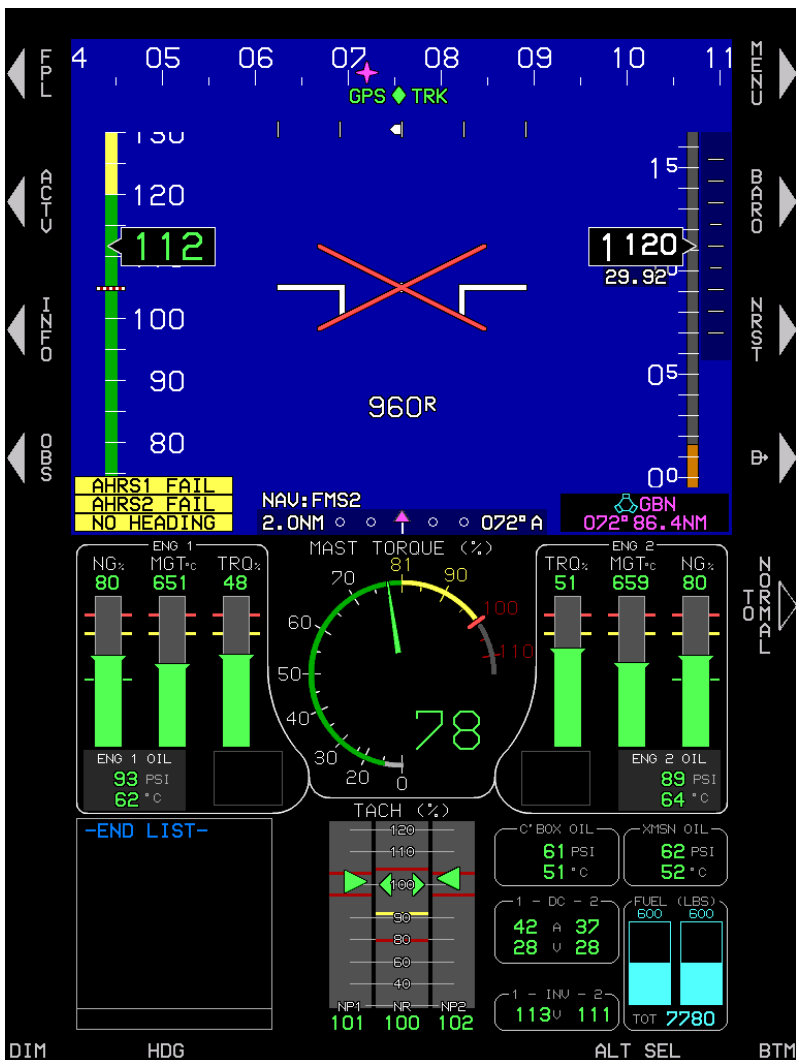 FPL
ACTV
INFO
OBS
MENU
BARO
NRST
TO NORMAL
4 05 06 07 08 09 10 11
GPS TRK
130
120
112
100
90
80
15
1120
29.92
05
00
960R
AHRS1 FAIL
AHRS2 FAIL
NO HEADING
NAV:FMS2
2.0NM 072°A
GBN
072° 86.4NM
ENG 1
NG% MGT°C TRQ%
80 651 48
ENG 1 OIL
93 PSI
62 °C
MAST TORQUE (%)
81
70 90
60 100
50 110
40
30
20 0
78
ENG 2
TRQ% MGT°C NG%
51 659 80
ENG 2 OIL
89 PSI
64 °C
-END LIST-
TACH (%)
120
110
100
90
80
60
40
NP1 NR NP2
101 100 102
C'BOX OIL
61 PSI
51 °C
XMSN OIL
62 PSI
52 °C
1 - DC - 2
42 A 37
28 V 28
1 - INV - 2
113 V 111
FUEL (LBS)
600 600
TOT 7780
DIM HDG ALT SEL BTM